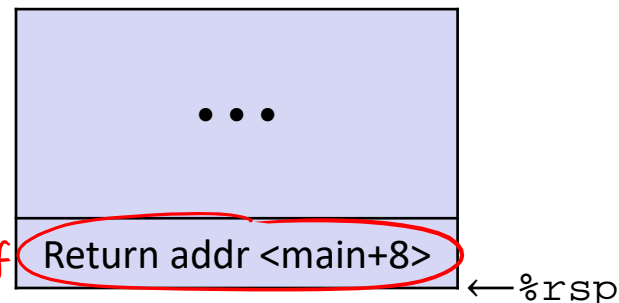 • • •
f Return addr <main+8>
←%rsp